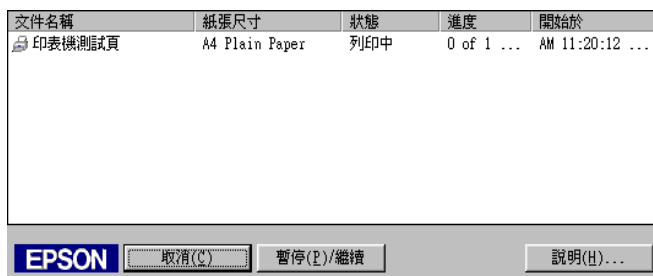 文件名稱 紙張尺寸 狀態 進度 開始於
印表機測試頁 A4 Plain Paper 列印中 0 of 1 ... AM 11:20:12 ...
EPSON 取消(C) 暫停(P)/繼續 說明(H)...